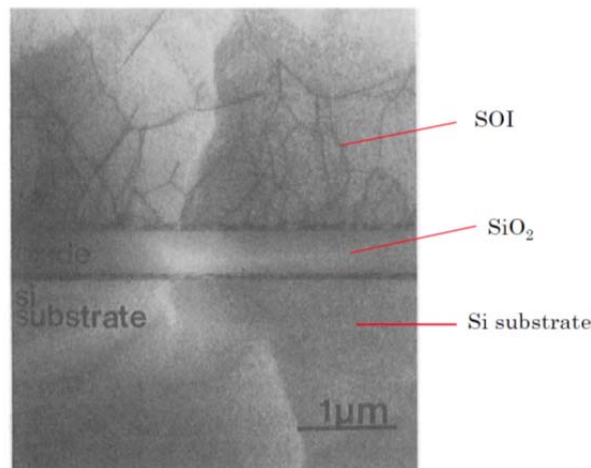 SOI
SiO₂
oxide
si
substrate
Si substrate
1μm